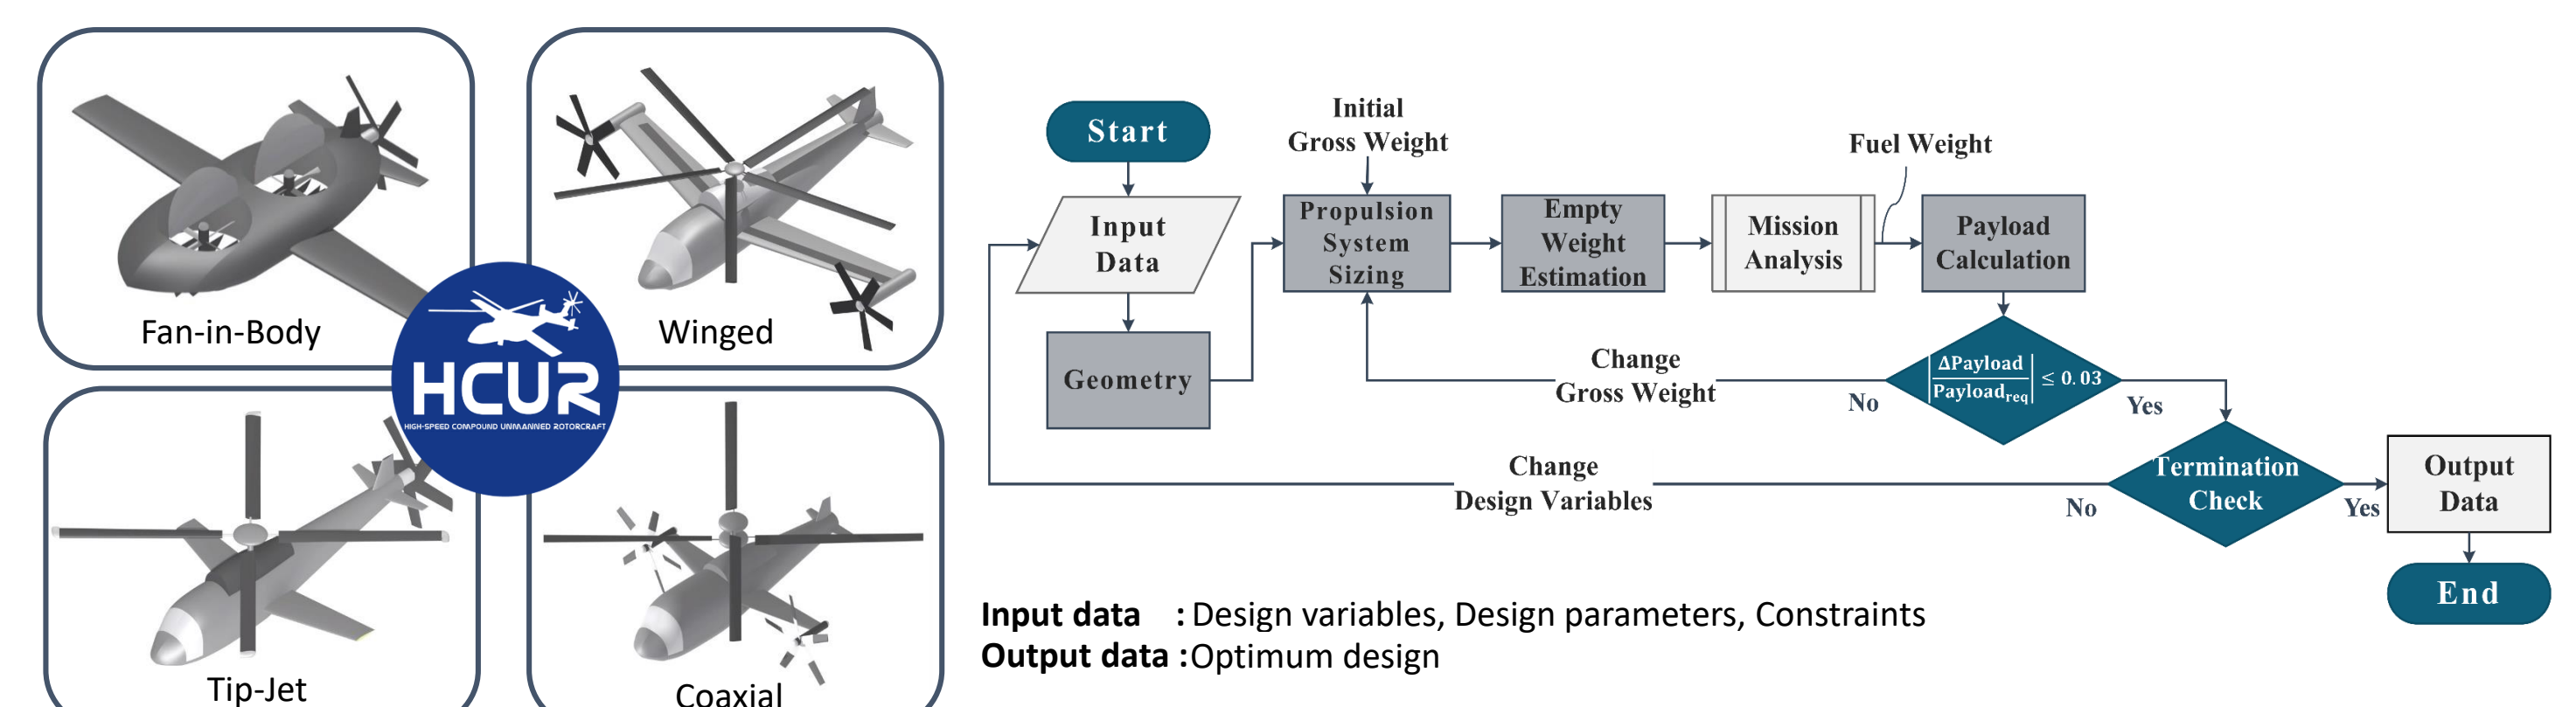 Fan-in-Body
Winged
HCUR
HIGH-SPEED COMPOUND UNMANNED ROTORCRAFT
Tip-Jet
Coaxial
Start
Input
Data
Geometry
Initial
Gross Weight
Propulsion
System
Sizing
Empty
Weight
Estimation
Mission
Analysis
Fuel Weight
Payload
Calculation
|ΔPayload/Payload_req| ≤ 0.03
No
Yes
Change
Gross Weight
Termination
Check
No
Yes
Change
Design Variables
Output
Data
End
Input data : Design variables, Design parameters, Constraints
Output data : Optimum design